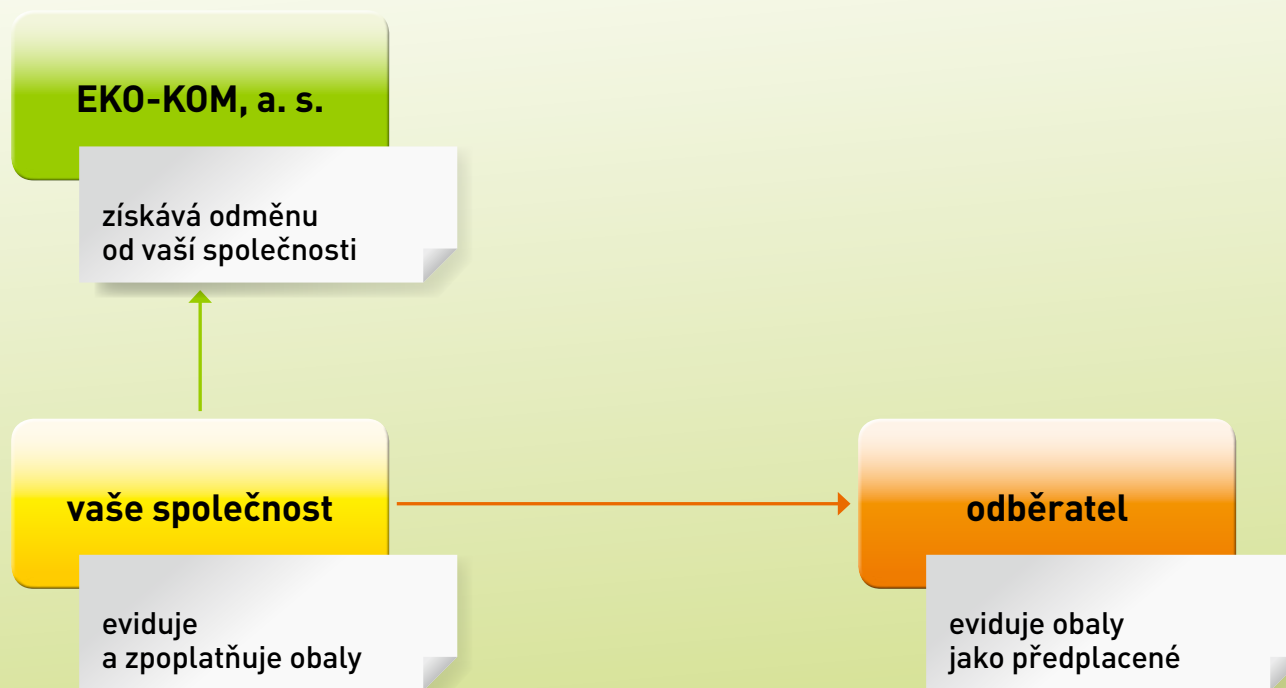 EKO-KOM, a. s.
získává odměnu
od vaší společnosti
vaše společnost
eviduje
a zpoplatňuje obaly
odběratel
eviduje obaly
jako předplacené